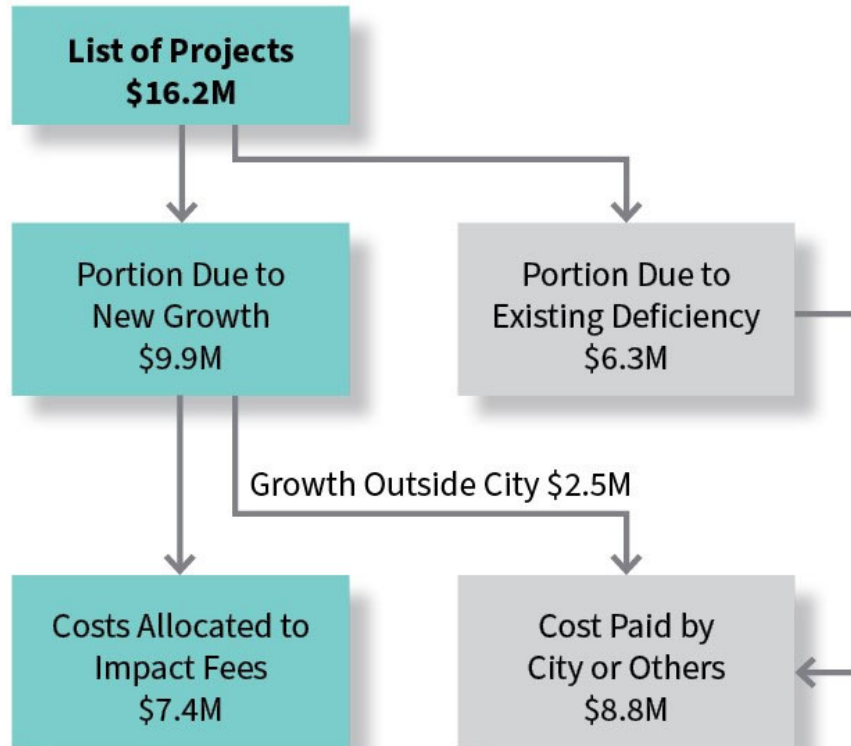 List of Projects
$16.2M
Portion Due to
New Growth
$9.9M
Portion Due to
Existing Deficiency
$6.3M
Growth Outside City $2.5M
Costs Allocated to
Impact Fees
$7.4M
Cost Paid by
City or Others
$8.8M